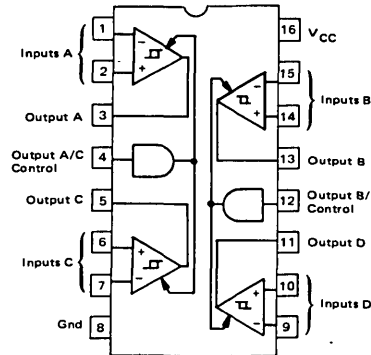 1
Inputs A
2
Output A
3
Output A/C
Control
4
Output C
5
6
Inputs C
7
Gnd
8
16
VCC
15
Inputs B
14
13
Output B
12
Output B/
Control
11
Output D
10
Inputs D
9
−
+
+
−
−
+
+
−